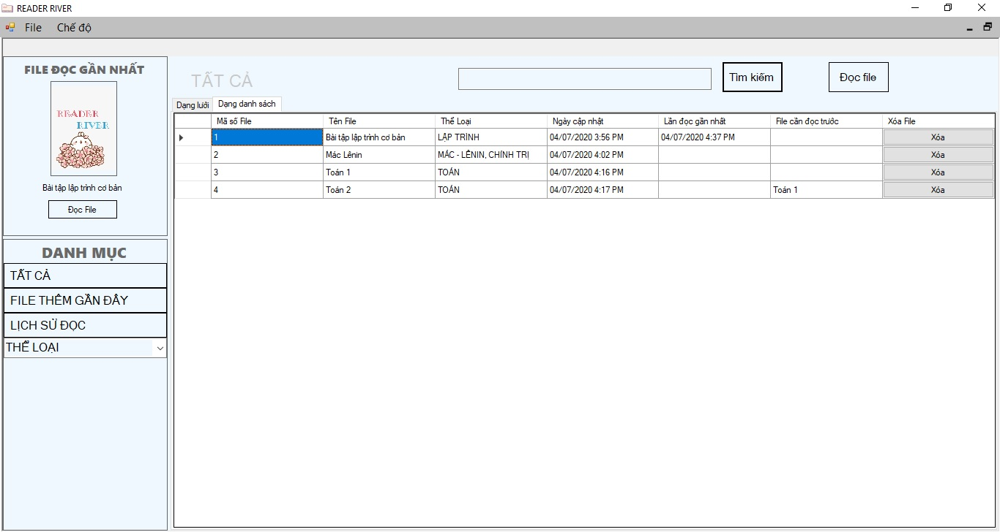 READER RIVER
File Chế độ
FILE ĐỌC GẦN NHẤT
READER
RIVER
Bài tập lập trình cơ bản
Đọc File
DANH MỤC
TẤT CẢ
FILE THÊM GẦN ĐÂY
LỊCH SỬ ĐỌC
THỂ LOẠI
TẤT CẢ
Tìm kiếm
Đọc file
Dạng lưới Dạng danh sách
Mã số File Tên File Thể Loại Ngày cập nhật Lần đọc gần nhất File cần đọc trước Xóa File
1 Bài tập lập trình cơ bản LẬP TRÌNH 04/07/2020 3:56 PM 04/07/2020 4:37 PM Xóa
2 Mác Lênin MÁC - LÊNIN, CHÍNH TRỊ 04/07/2020 4:02 PM Xóa
3 Toán 1 TOÁN 04/07/2020 4:16 PM Xóa
4 Toán 2 TOÁN 04/07/2020 4:17 PM Toán 1 Xóa